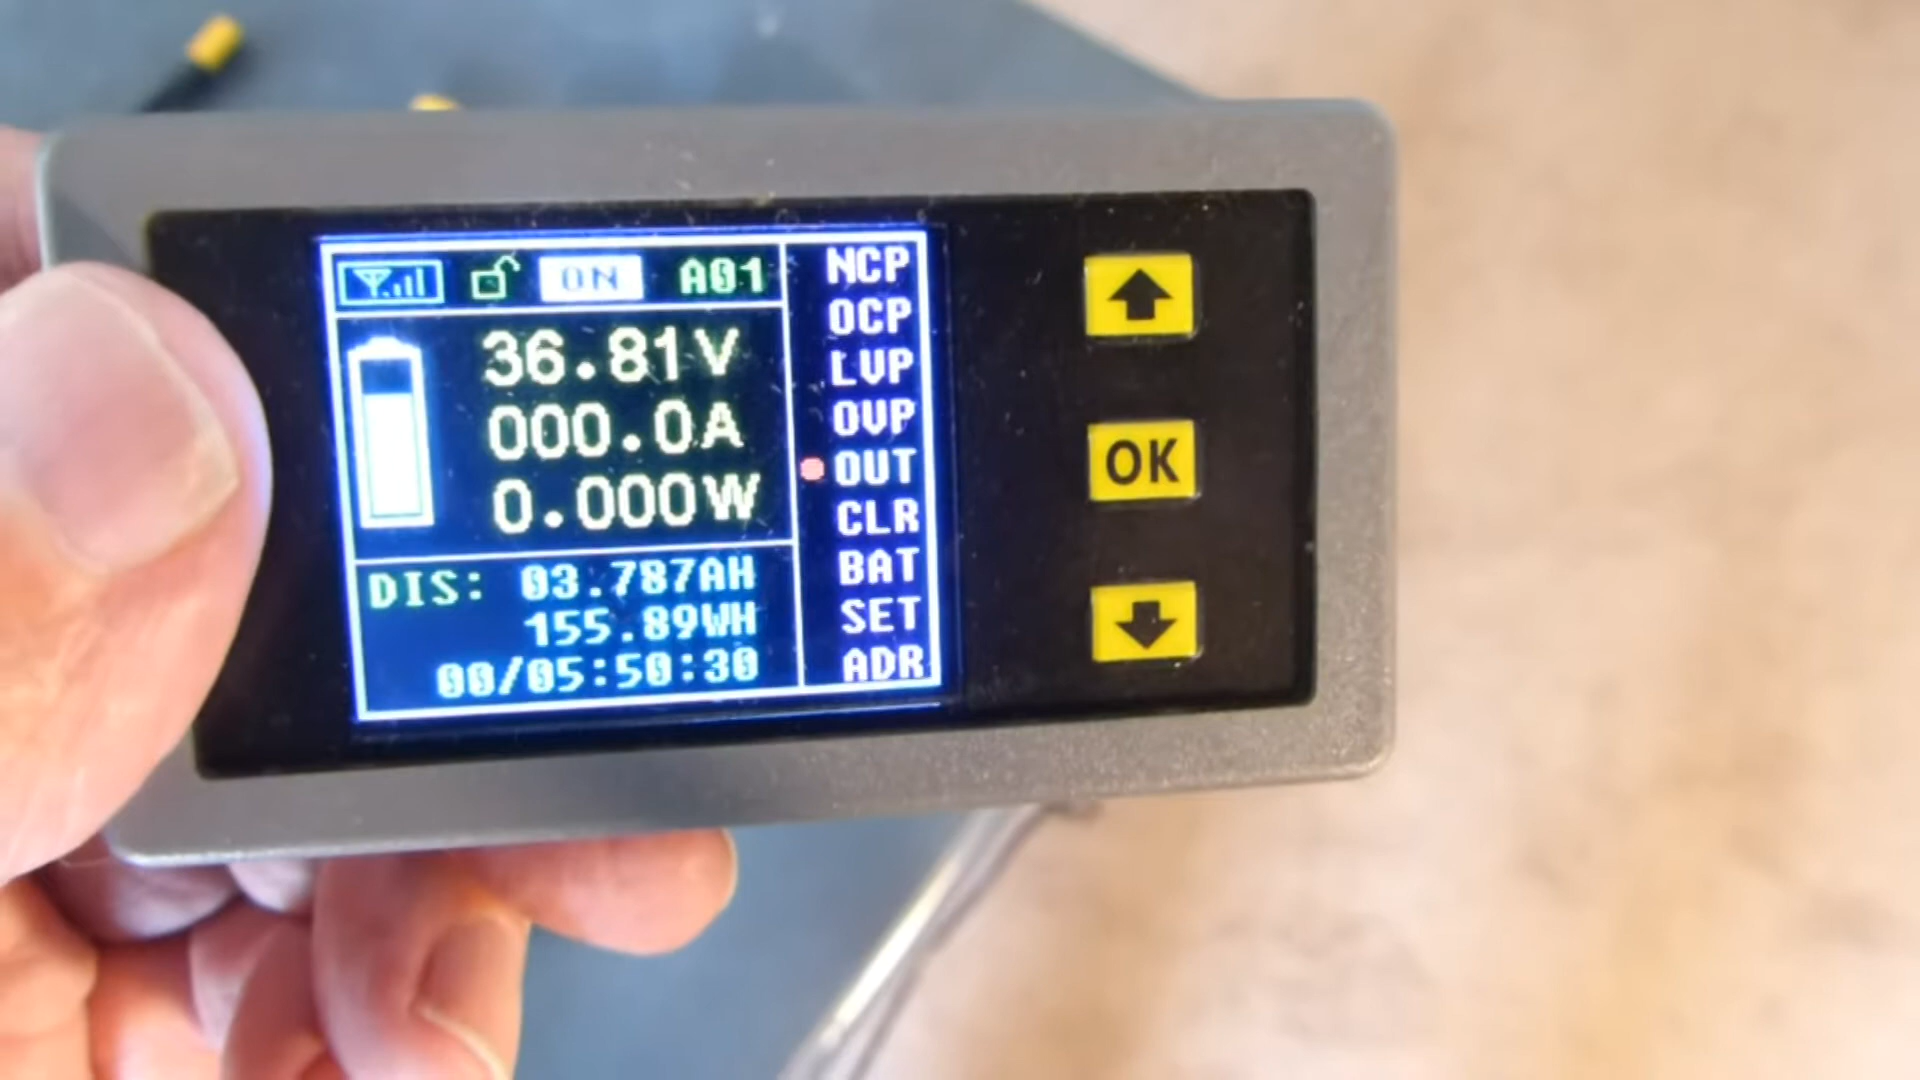 ON A01
36.81V
000.0A
0.000W
DIS: 03.787AH
155.89WH
00/05:50:30
NCP
OCP
LVP
OVP
OUT
CLR
BAT
SET
ADR
OK